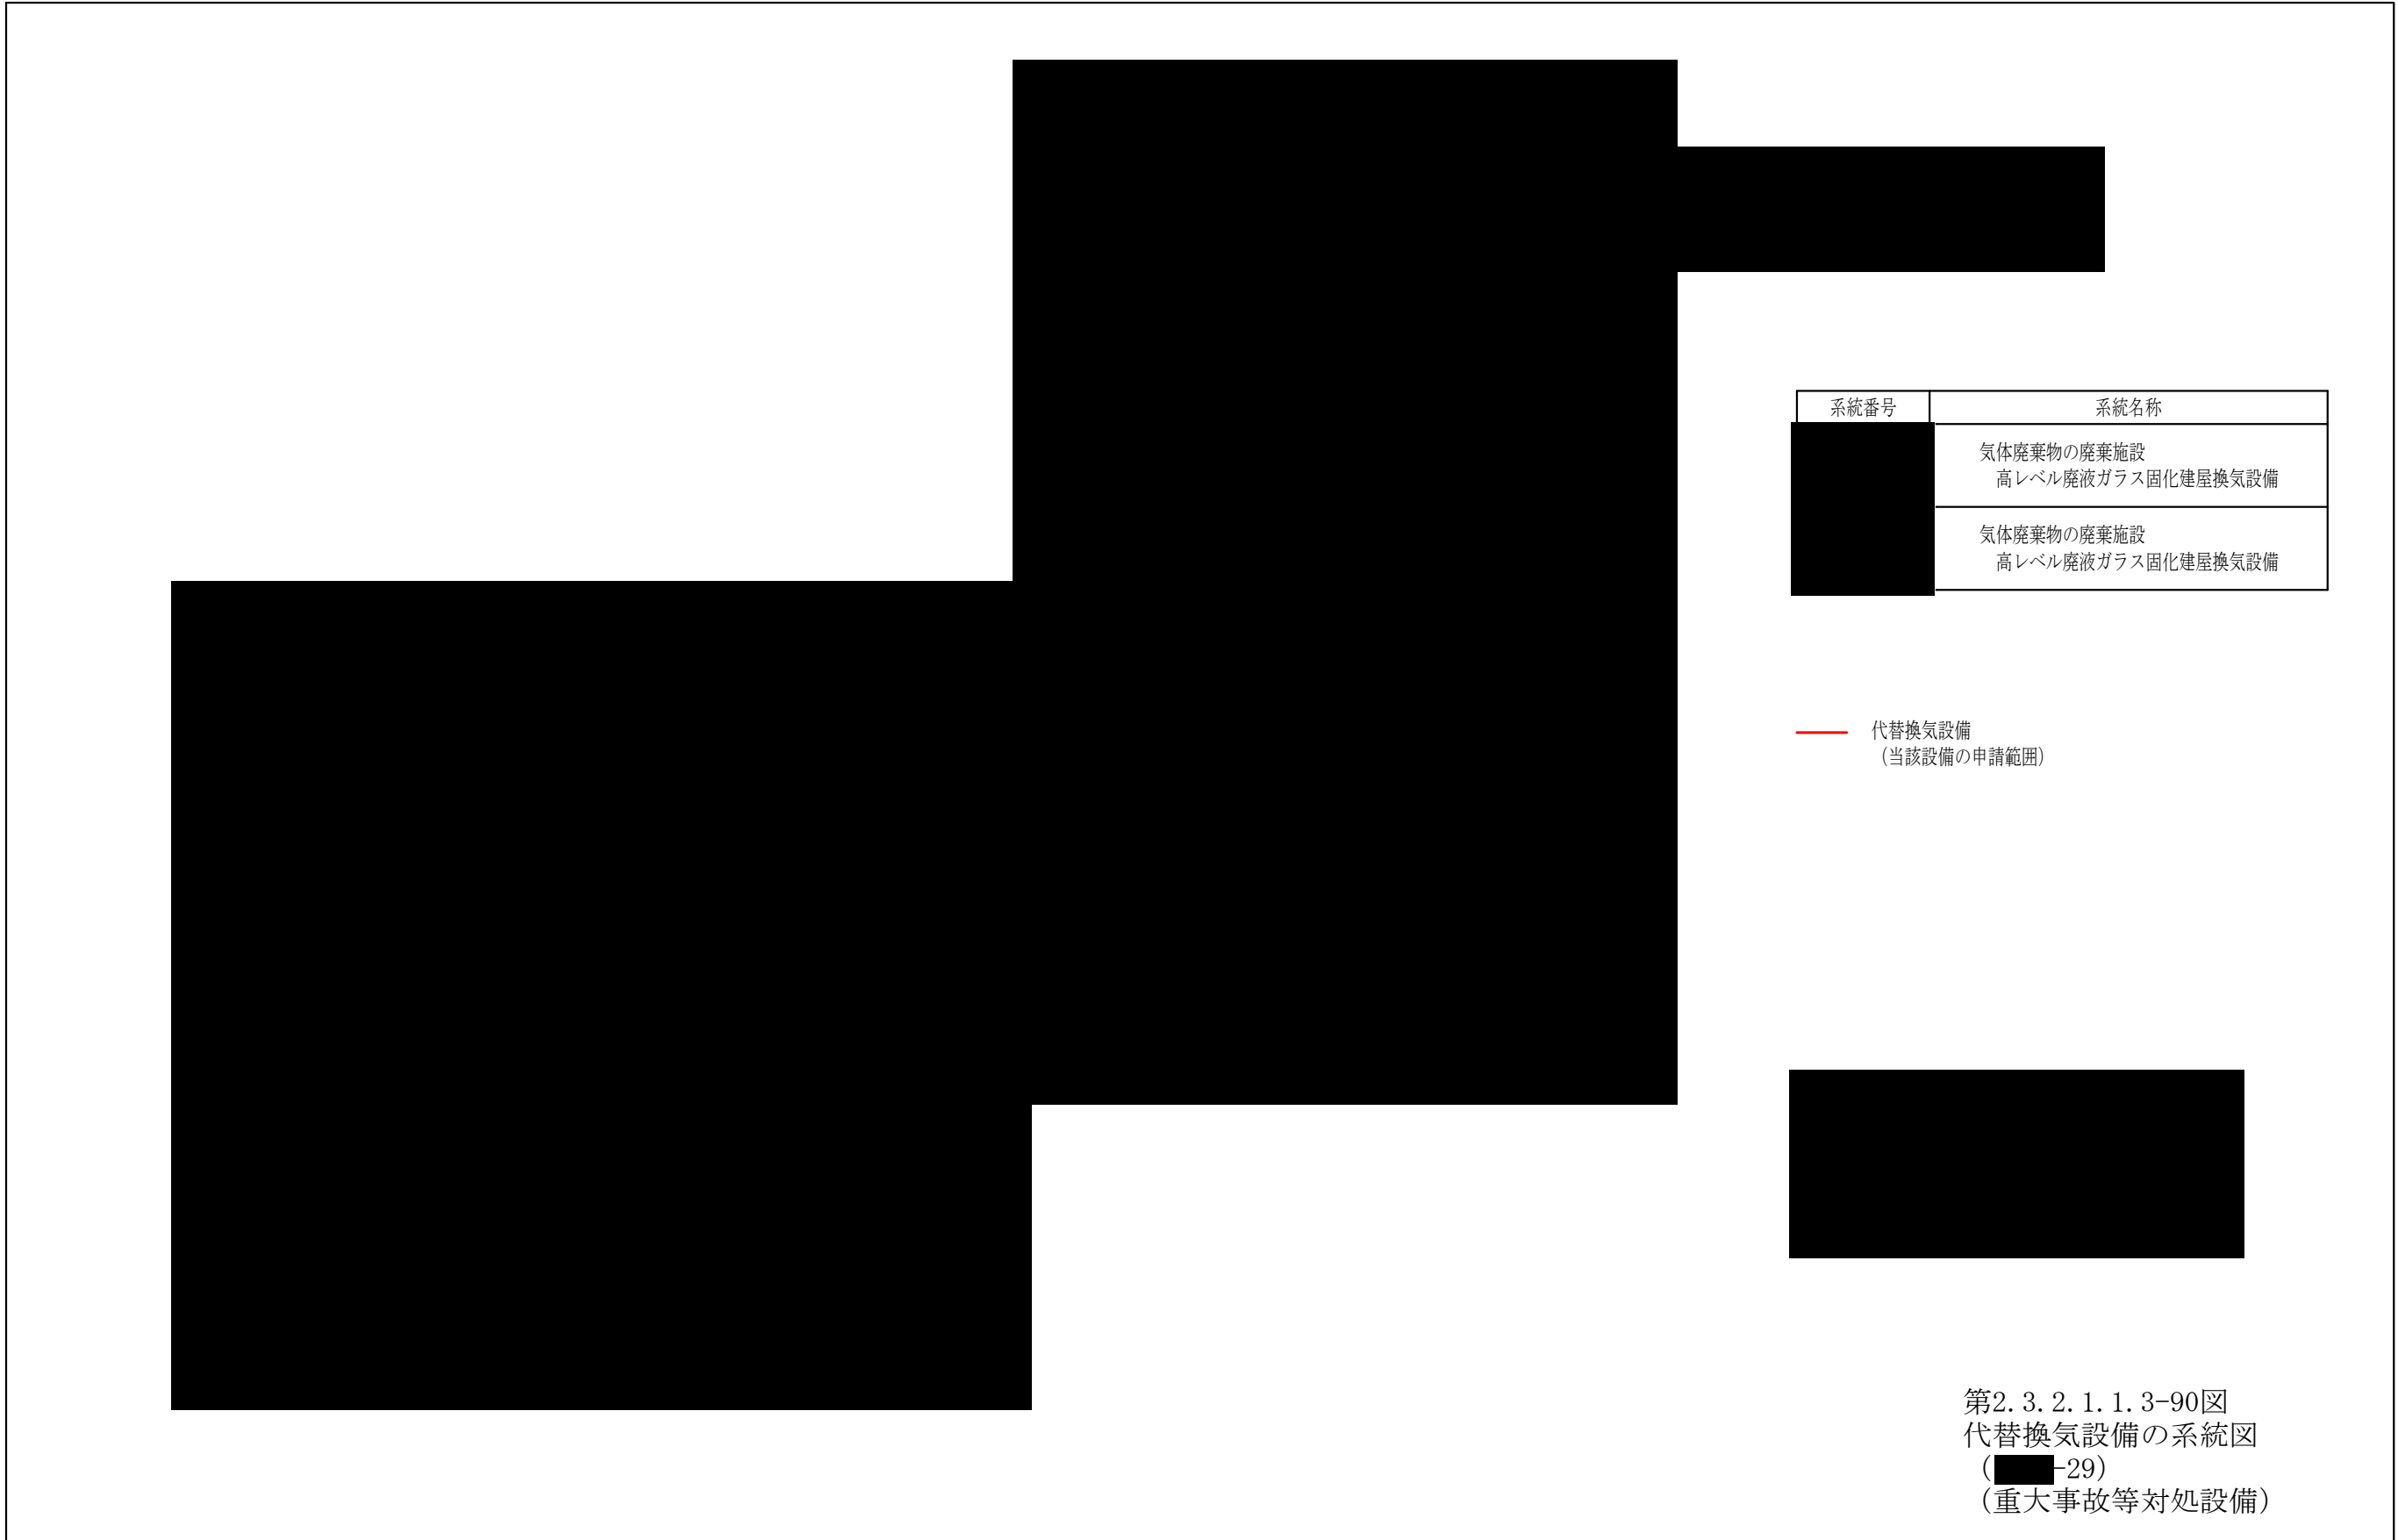 系統番号 系統名称
気体廃棄物の廃棄施設
高レベル廃液ガラス固化建屋換気設備
気体廃棄物の廃棄施設
高レベル廃液ガラス固化建屋換気設備
代替換気設備
(当該設備の申請範囲)
第2.3.2.1.1.3-90図
代替換気設備の系統図
( -29)
(重大事故等対処設備)